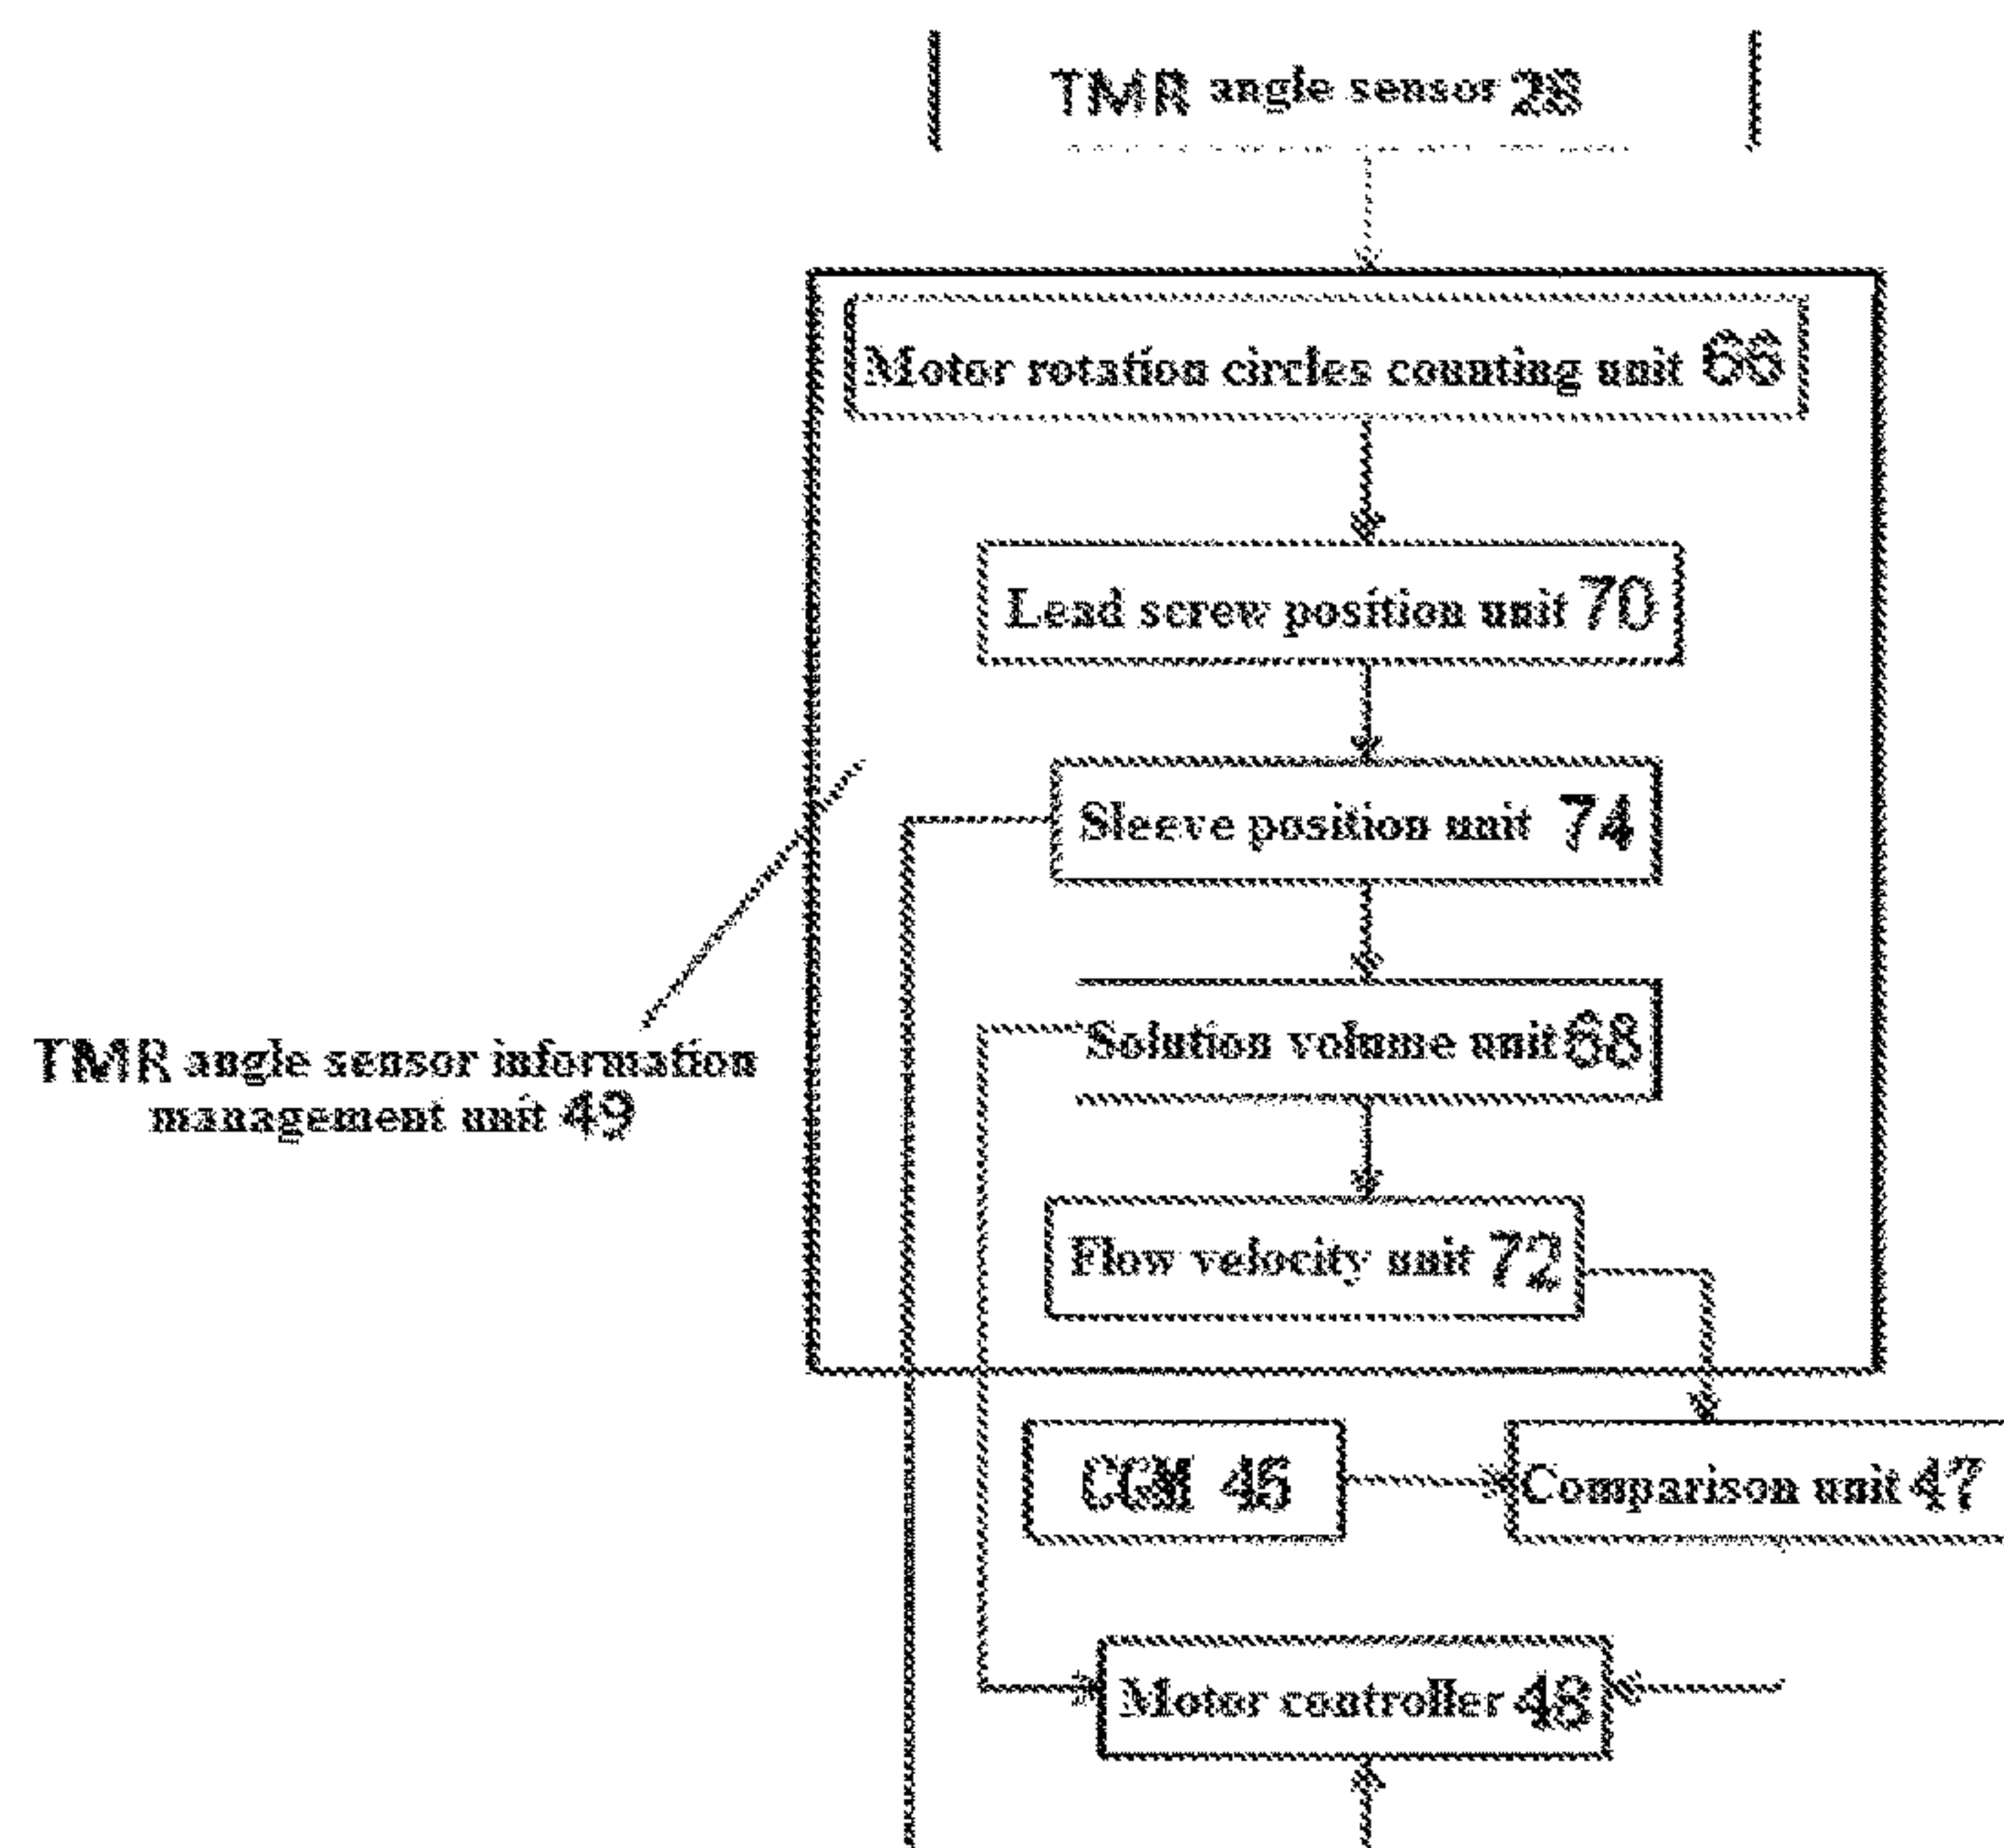 TMR angle sensor 28
Motor rotation circles counting unit 66
Lead screw position unit 70
Sleeve position unit 74
Solution volume unit 68
TMR angle sensor information
management unit 49
Flow velocity unit 72
CGM 46
Comparison unit 47
Motor controller 48